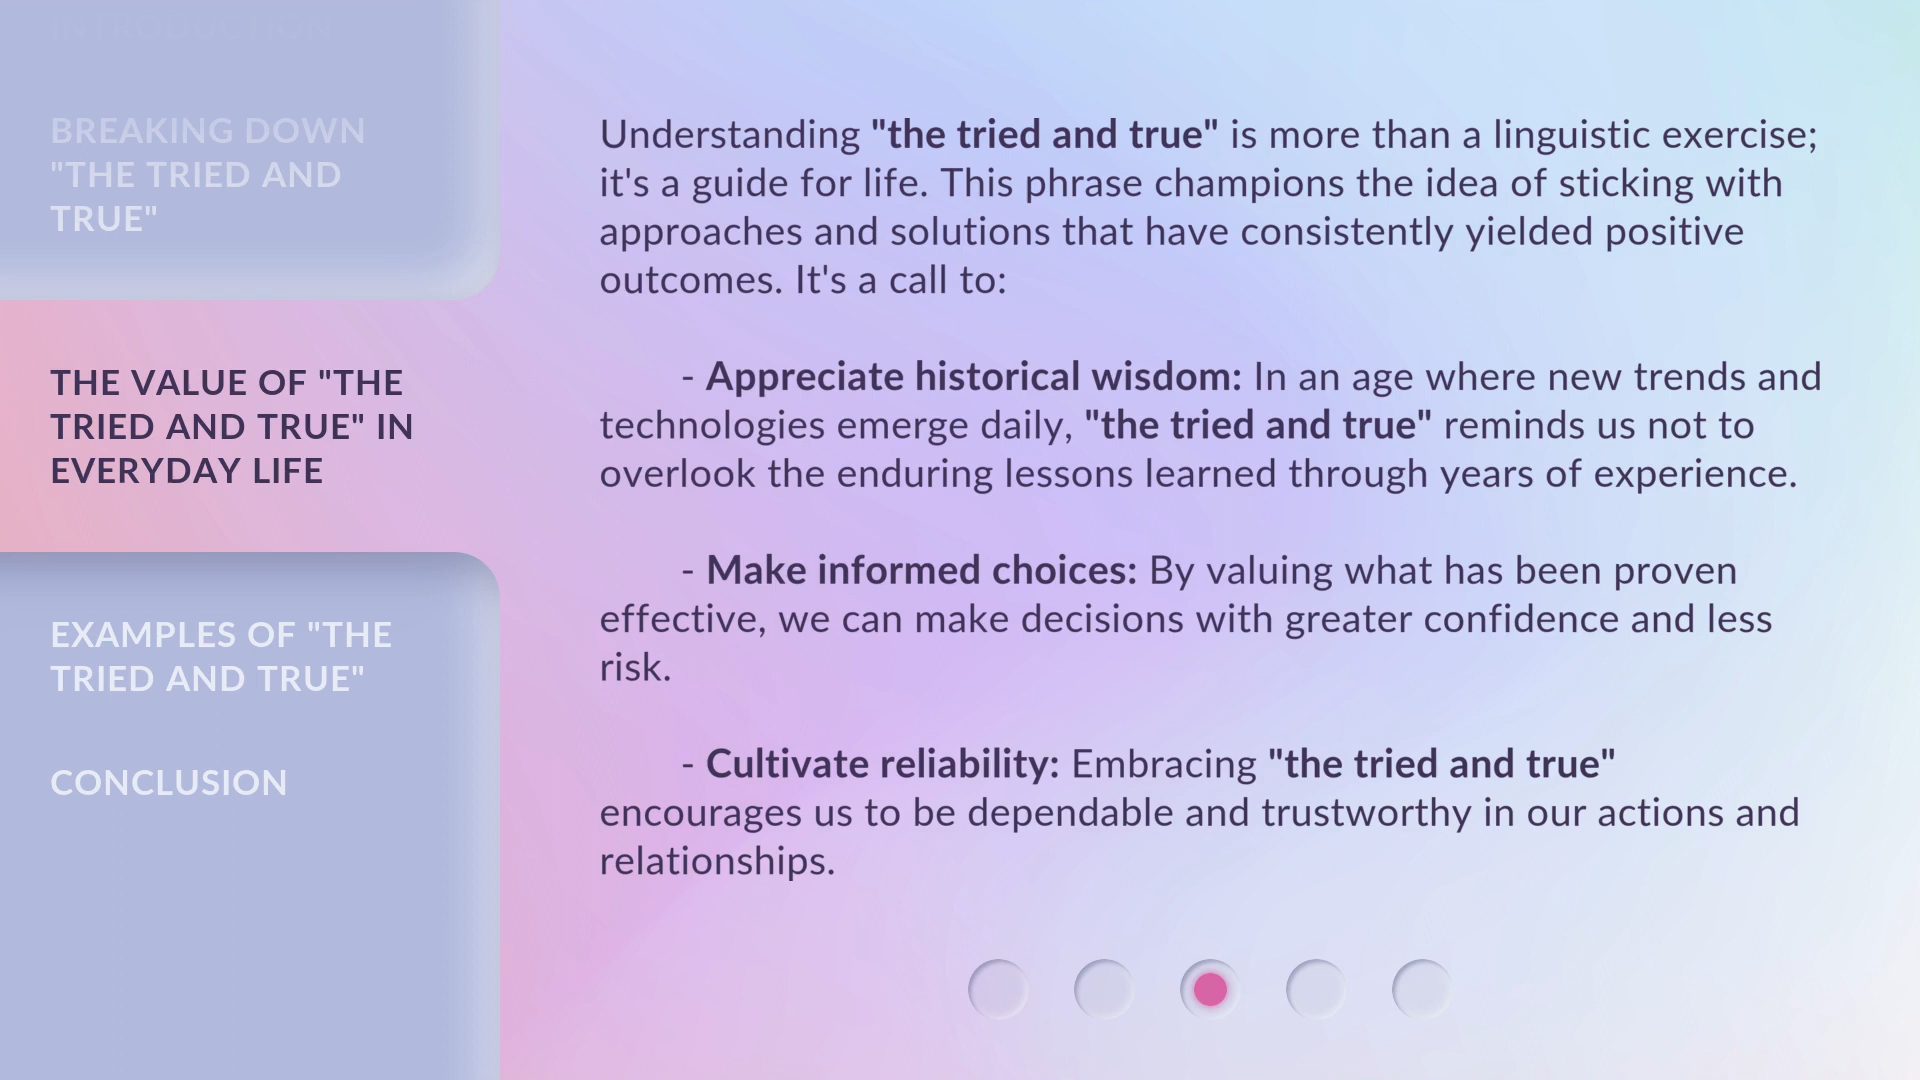 INTRODUCTION
BREAKING DOWN
"THE TRIED AND
TRUE"
THE VALUE OF "THE
TRIED AND TRUE" IN
EVERYDAY LIFE
EXAMPLES OF "THE
TRIED AND TRUE"
CONCLUSION
Understanding "the tried and true" is more than a linguistic exercise;
it's a guide for life. This phrase champions the idea of sticking with
approaches and solutions that have consistently yielded positive
outcomes. It's a call to:
- Appreciate historical wisdom: In an age where new trends and
technologies emerge daily, "the tried and true" reminds us not to
overlook the enduring lessons learned through years of experience.
- Make informed choices: By valuing what has been proven
effective, we can make decisions with greater confidence and less
risk.
- Cultivate reliability: Embracing "the tried and true"
encourages us to be dependable and trustworthy in our actions and
relationships.